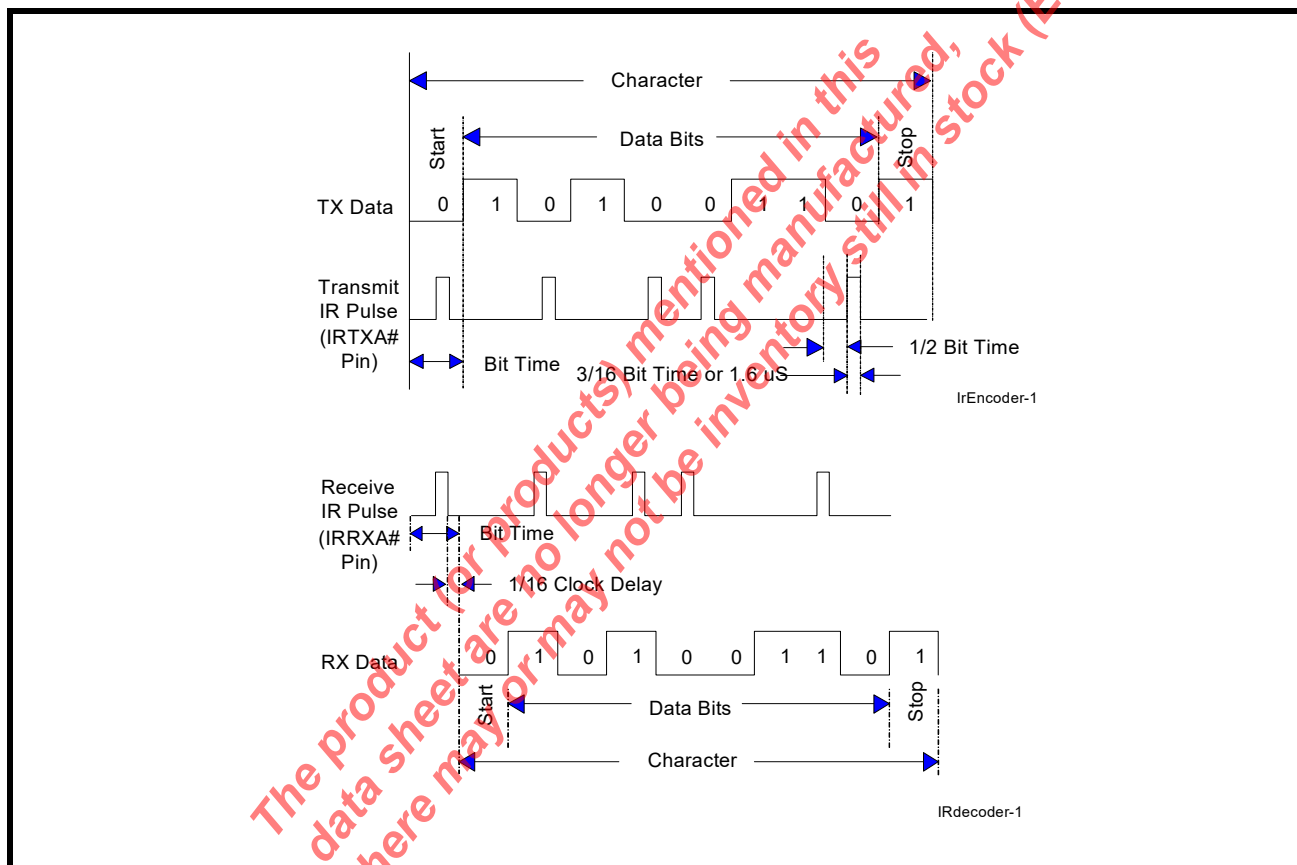 Character
Start
Data Bits
Stop
TX Data
0 1 0 1 0 0 1 1 0 1
Transmit
IR Pulse
(IRTXA#
Pin)
Bit Time
1/2 Bit Time
3/16 Bit Time or 1.6 uS
IrEncoder-1
Receive
IR Pulse
(IRRXA#
Pin)
Bit Time
1/16 Clock Delay
RX Data
0 1 0 1 0 0 1 1 0 1
Start
Data Bits
Stop
Character
IRdecoder-1
The product (or products) mentioned in this
data sheet are no longer being manufactured,
here may or may not be inventory still in stock (E